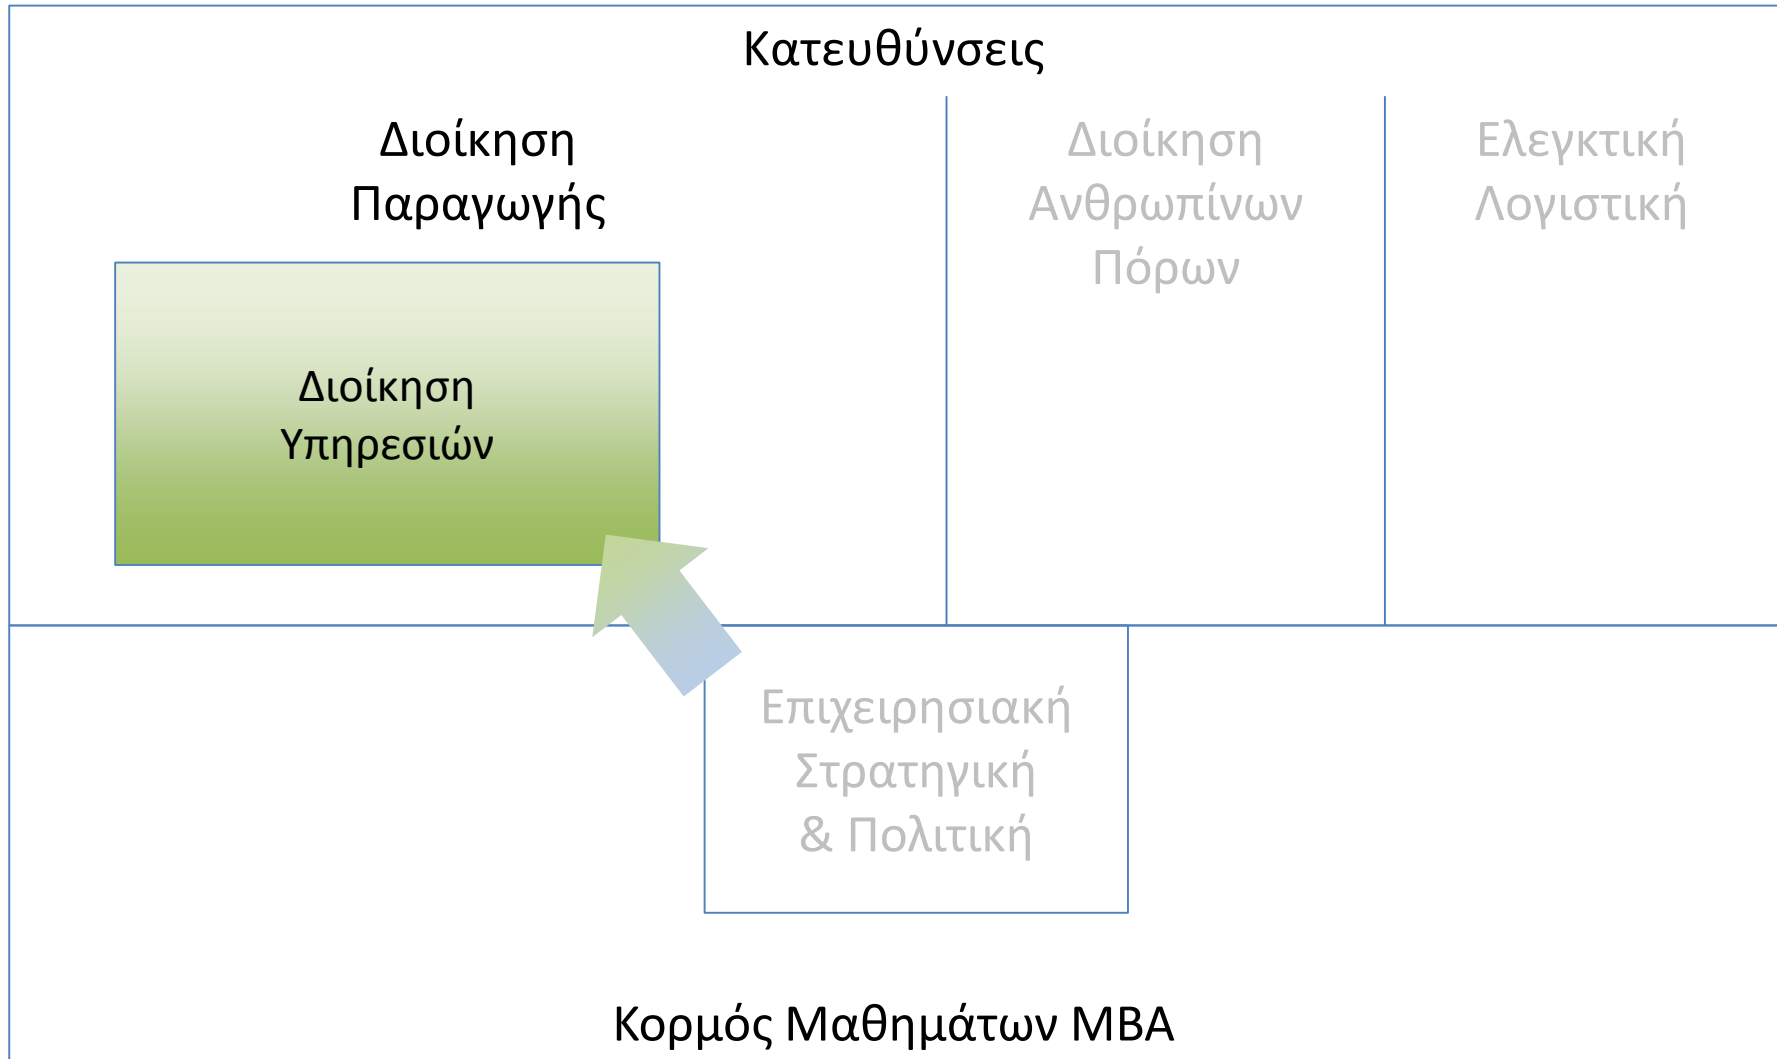 Κατευθύνσεις
Διοίκηση
Παραγωγής
Διοίκηση
Υπηρεσιών
Διοίκηση
Ανθρωπίνων
Πόρων
Ελεγκτική
Λογιστική
Επιχειρησιακή
Στρατηγική
& Πολιτική
Κορμός Μαθημάτων MBA